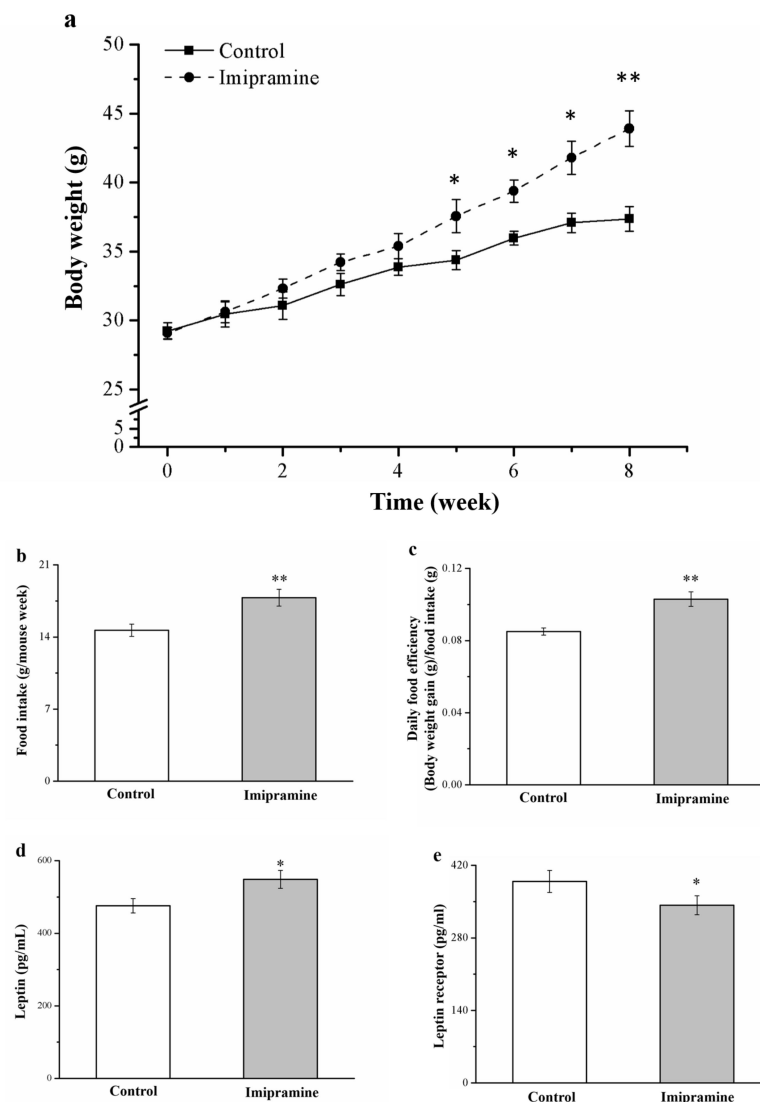 a
50
45
40
35
30
25
5
0
Body weight (g)
Control
Imipramine
*
*
*
**
0
2
4
6
8
Time (week)
b
21
14
7
0
Food intake (g/mouse week)
**
Control
Imipramine
c
0.12
0.08
0.04
0.00
Daily food efficiency
(Body weight gain (g)/food intake (g)
**
Control
Imipramine
d
600
400
200
0
Leptin (pg/mL)
*
Control
Imipramine
e
420
280
140
0
Leptin receptor (pg/ml)
*
Control
Imipramine